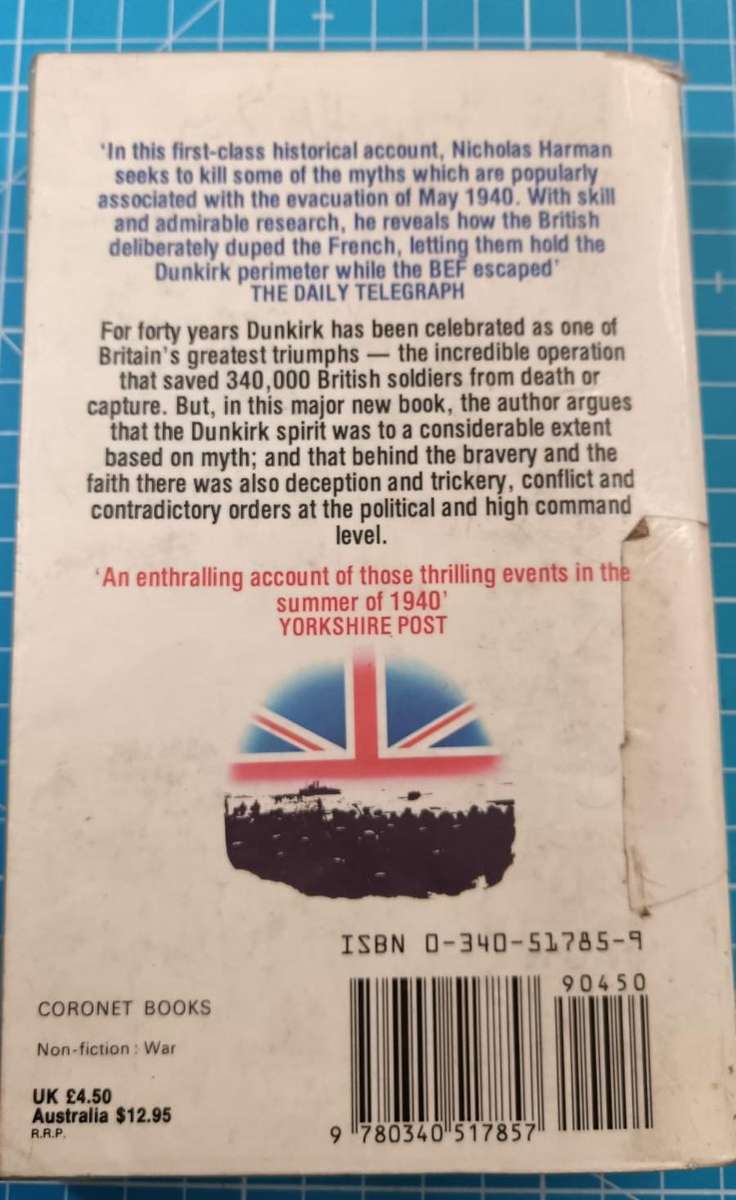 'In this first-class historical account, Nicholas Harman
seeks to kill some of the myths which are popularly
associated with the evacuation of May 1940. With skill
and admirable research, he reveals how the British
deliberately duped the French, letting them hold the
Dunkirk perimeter while the BEF escaped'
THE DAILY TELEGRAPH
For forty years Dunkirk has been celebrated as one of
Britain's greatest triumphs — the incredible operation
that saved 340,000 British soldiers from death or
capture. But, in this major new book, the author argues
that the Dunkirk spirit was to a considerable extent
based on myth; and that behind the bravery and the
faith there was also deception and trickery, conflict and
contradictory orders at the political and high command
level.
'An enthralling account of those thrilling events in the
summer of 1940'
YORKSHIRE POST
ISBN 0-340-51785-9
90450
CORONET BOOKS
Non-fiction : War
UK £4.50
Australia $12.95
R.R.P.
9 780340 517857